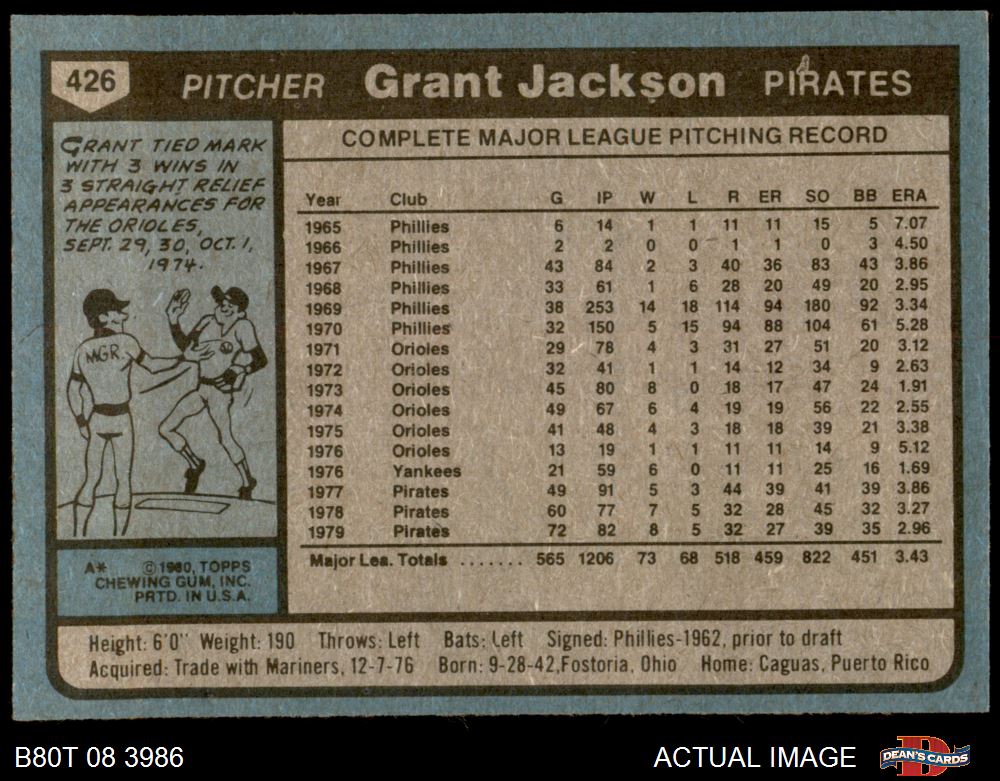 426 PITCHER Grant Jackson PIRATES
GRANT TIED MARK
WITH 3 WINS IN
3 STRAIGHT RELIEF
APPEARANCES FOR
THE ORIOLES,
SEPT. 29, 30, OCT. 1,
1974.
MGR.
COMPLETE MAJOR LEAGUE PITCHING RECORD
Year Club G IP W L R ER SO BB ERA
1965 Phillies 6 14 1 1 11 11 15 5 7.07
1966 Phillies 2 2 0 0 1 1 0 3 4.50
1967 Phillies 43 84 2 3 40 36 83 43 3.86
1968 Phillies 33 61 1 6 28 20 49 20 2.95
1969 Phillies 38 253 14 18 114 94 180 92 3.34
1970 Phillies 32 150 5 15 94 88 104 61 5.28
1971 Orioles 29 78 4 3 31 27 51 20 3.12
1972 Orioles 32 41 1 1 14 12 34 9 2.63
1973 Orioles 45 80 8 0 18 17 47 24 1.91
1974 Orioles 49 67 6 4 19 19 56 22 2.55
1975 Orioles 41 48 4 3 18 18 39 21 3.38
1976 Orioles 13 19 1 1 11 11 14 9 5.12
1976 Yankees 21 59 6 0 11 11 25 16 1.69
1977 Pirates 49 91 5 3 44 39 41 39 3.86
1978 Pirates 60 77 7 5 32 28 45 32 3.27
1979 Pirates 72 82 8 5 32 27 39 35 2.96
Major Lea. Totals ....... 565 1206 73 68 518 459 822 451 3.43
A* © 1980, TOPPS
CHEWING GUM, INC.
PRTD. IN U.S.A.
Height: 6'0" Weight: 190 Throws: Left Bats: Left Signed: Phillies-1962, prior to draft
Acquired: Trade with Mariners, 12-7-76 Born: 9-28-42, Fostoria, Ohio Home: Caguas, Puerto Rico
B80T 08 3986 ACTUAL IMAGE DEAN'S CARDS